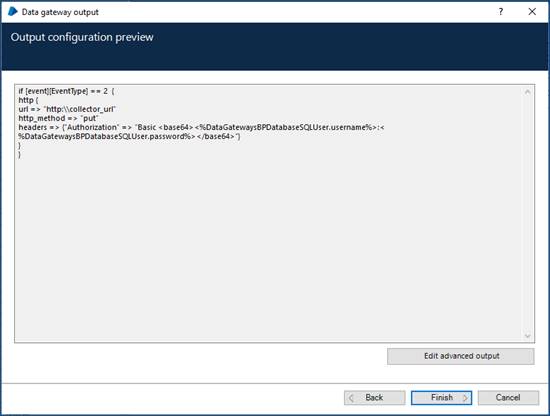 Data gateway output
Output configuration preview
if [event][EventType] == 2 {
http {
url => "http:\\collector_url"
http_method => "put"
headers => {"Authorization" => "Basic <base64><%DataGatewaysBPDatabaseSQLUser.username%>:<
%DataGatewaysBPDatabaseSQLUser.password%></base64>"}
}
}
Edit advanced output
Back
Finish
Cancel